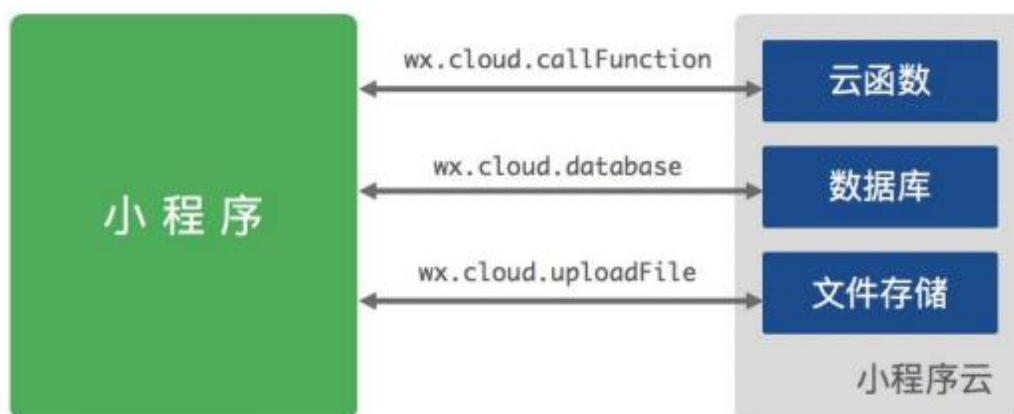 小程序
wx.cloud.callFunction
云函数
wx.cloud.database
数据库
wx.cloud.uploadFile
文件存储
小程序云